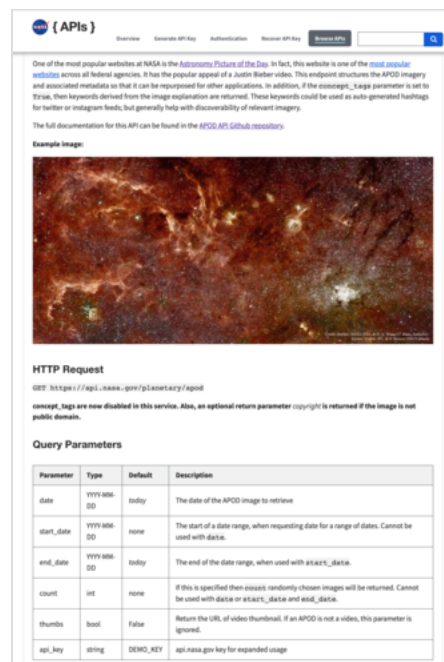 NASA { APIs }
Overview Generate API Key Authentication Recover API Key Browse APIs
One of the most popular websites at NASA is the Astronomy Picture of the Day. In fact, this website is one of the most popular
websites across all federal agencies. It has the popular appeal of a Justin Bieber video. This endpoint structures the APOD imagery
and associated metadata so that it can be repurposed for other applications. In addition, if the concept_tags parameter is set to
True, then keywords derived from the image explanation are returned. These keywords could be used as auto-generated hashtags
for twitter or instagram feeds; but generally help with discoverability of relevant imagery.
The full documentation for this API can be found in the APOD API Github repository.
Example image:
HTTP Request
GET https://api.nasa.gov/planetary/apod
concept_tags are now disabled in this service. Also, an optional return parameter copyright is returned if the image is not
public domain.
Query Parameters
Parameter Type Default Description
date YYYY-MM-DD today The date of the APOD image to retrieve
start_date YYYY-MM-DD none The start of a date range, when requesting date for a range of dates. Cannot
be used with date.
end_date YYYY-MM-DD today The end of the date range, when used with start_date.
count int none If this is specified then count randomly chosen images will be returned. Cannot
be used with date or start_date and end_date.
thumbs bool False Return the URL of video thumbnail. If an APOD is not a video, this parameter is
ignored.
api_key string DEMO_KEY api.nasa.gov key for expanded usage